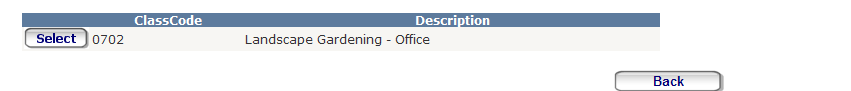 ClassCode Description
Select 0702 Landscape Gardening - Office
Back